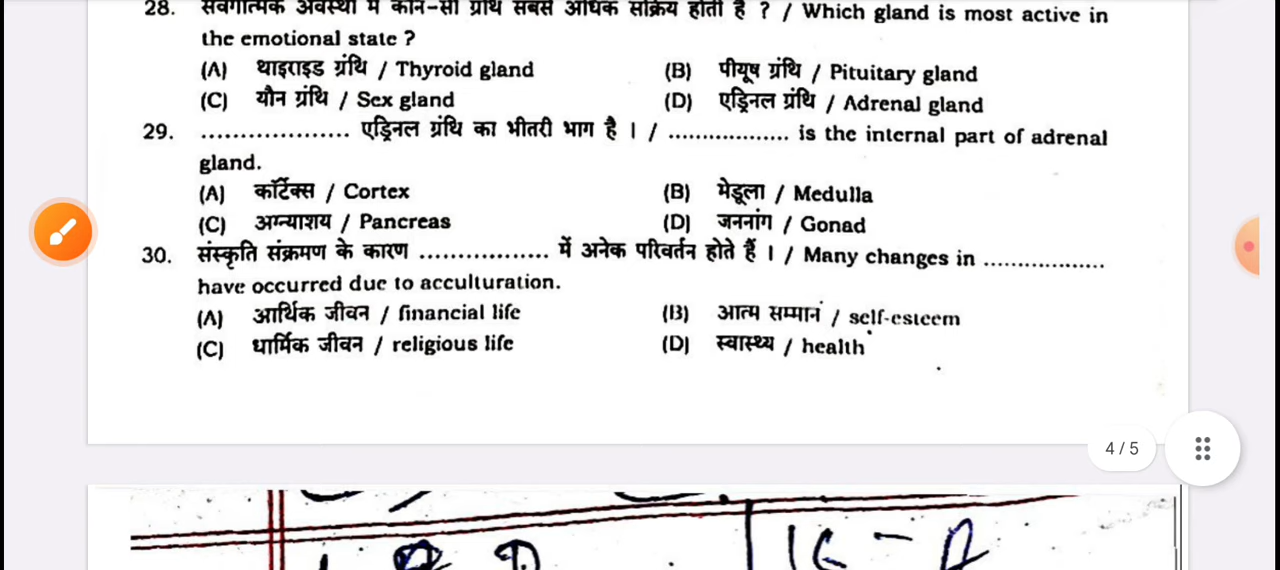 28. संवेगात्मक अवस्था में कौन-सी ग्रंथि सबसे अधिक सक्रिय होती है ? / Which gland is most active in
the emotional state ?
(A) थाइराइड ग्रंथि / Thyroid gland (B) पीयूष ग्रंथि / Pituitary gland
(C) यौन ग्रंथि / Sex gland (D) एड्रिनल ग्रंथि / Adrenal gland
29. ................... एड्रिनल ग्रंथि का भीतरी भाग है । / .................. is the internal part of adrenal
gland.
(A) कॉर्टेक्स / Cortex (B) मेडूला / Medulla
(C) अग्न्याशय / Pancreas (D) जननांग / Gonad
30. संस्कृति संक्रमण के कारण ................. में अनेक परिवर्तन होते हैं । / Many changes in .................
have occurred due to acculturation.
(A) आर्थिक जीवन / financial life (B) आत्म सम्मान / self-esteem
(C) धार्मिक जीवन / religious life (D) स्वास्थ्य / health
4 / 5
16 - A